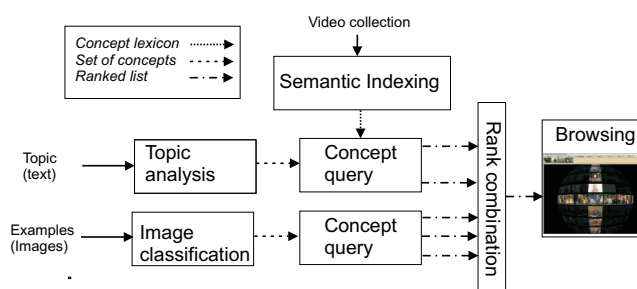 Video collection
Concept lexicon
Set of concepts
Ranked list
Semantic Indexing
Topic
(text)
Topic
analysis
Concept
query
Rank combination
Browsing
Examples
(Images)
Image
classification
Concept
query